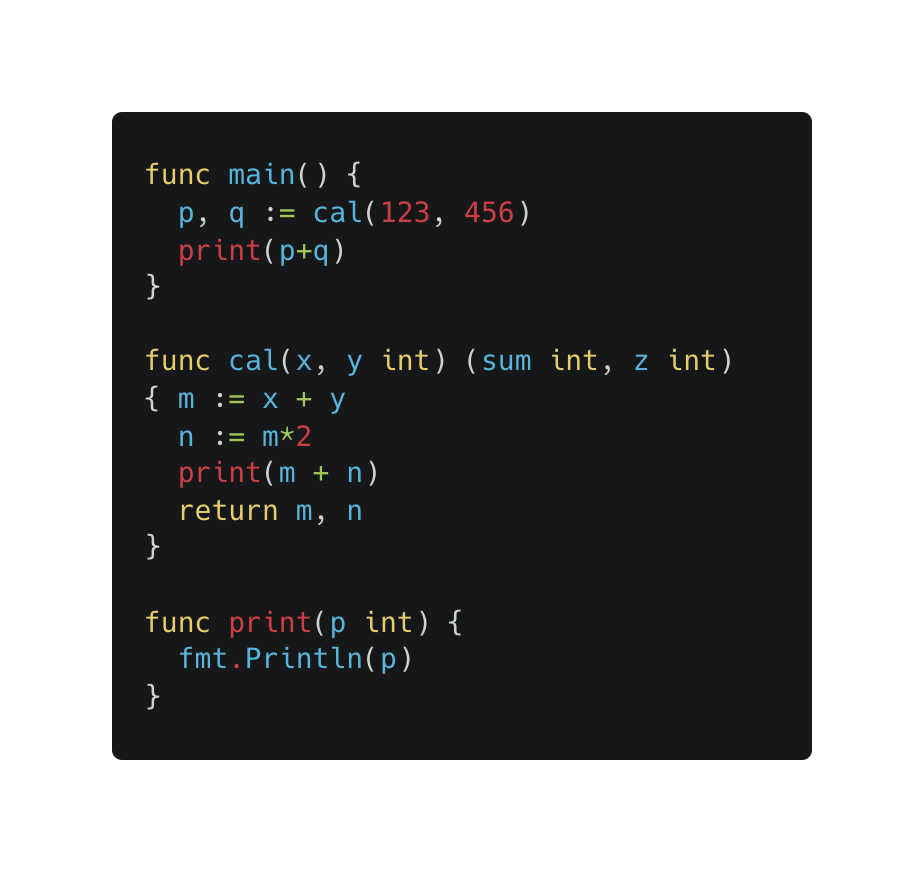 func main() {
  p, q := cal(123, 456)
  print(p+q)
}

func cal(x, y int) (sum int, z int)
{ m := x + y
  n := m*2
  print(m + n)
  return m, n
}

func print(p int) {
  fmt.Println(p)
}